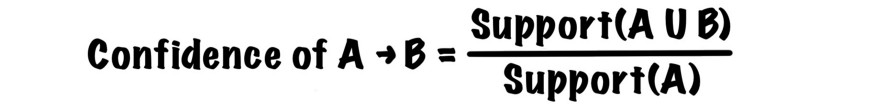 Confidence of A → B = Support(A U B)
Support(A)